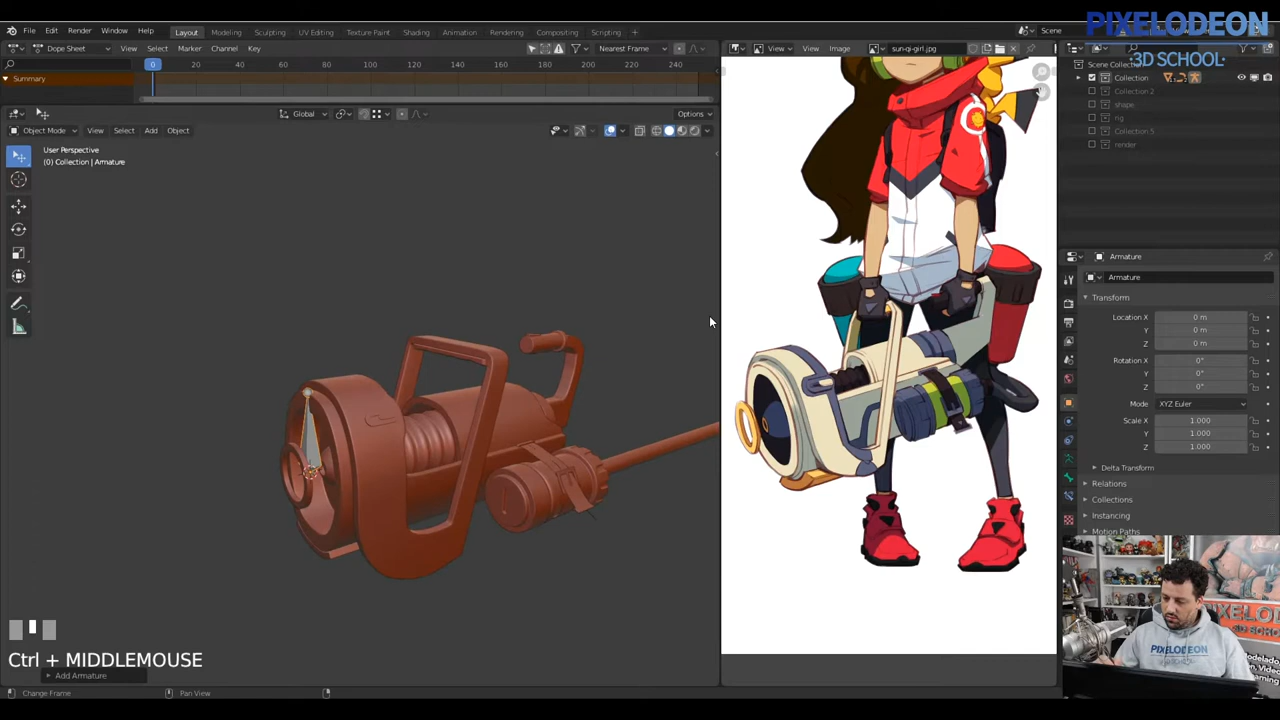 PIXELODEON
·3D SCHOOL·
File Edit Render Window Help
Layout Modeling Sculpting UV Editing Texture Paint Shading Animation Compositing Rendering Scripting
Scene
Dope Sheet View Select Marker Channel Key Nearest Frame
View View Image sun-qi-girl.jpg
0 20 40 60 80 100 120 140 160 180 200 220 240
Summary
Scene Collection
Collection
Collection 2
shape
rig
Collection 5
render
Global Options
Object Mode View Select Add Object
User Perspective
(0) Collection | Armature
Armature
Armature
Transform
Location X 0 m
Y 0 m
Z 0 m
Rotation X 0°
Y 0°
Z 0°
Mode XYZ Euler
Scale X 1.000
Y 1.000
Z 1.000
Delta Transform
Relations
Collections
Instancing
Motion Paths
Ctrl + MIDDLEMOUSE
Add Armature
Change Frame Pan View
PIXELODEON
3D SCHOOL